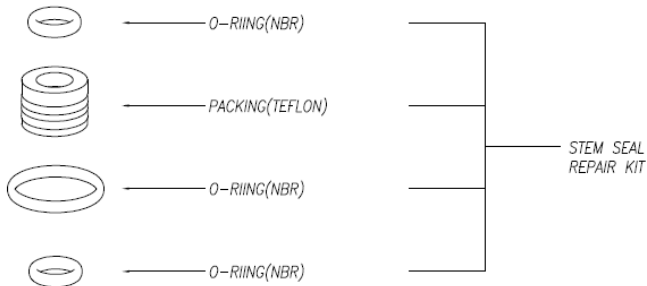 O-RIING(NBR)
PACKING(TEFLON)
STEM SEAL
REPAIR KIT
O-RIING(NBR)
O-RIING(NBR)